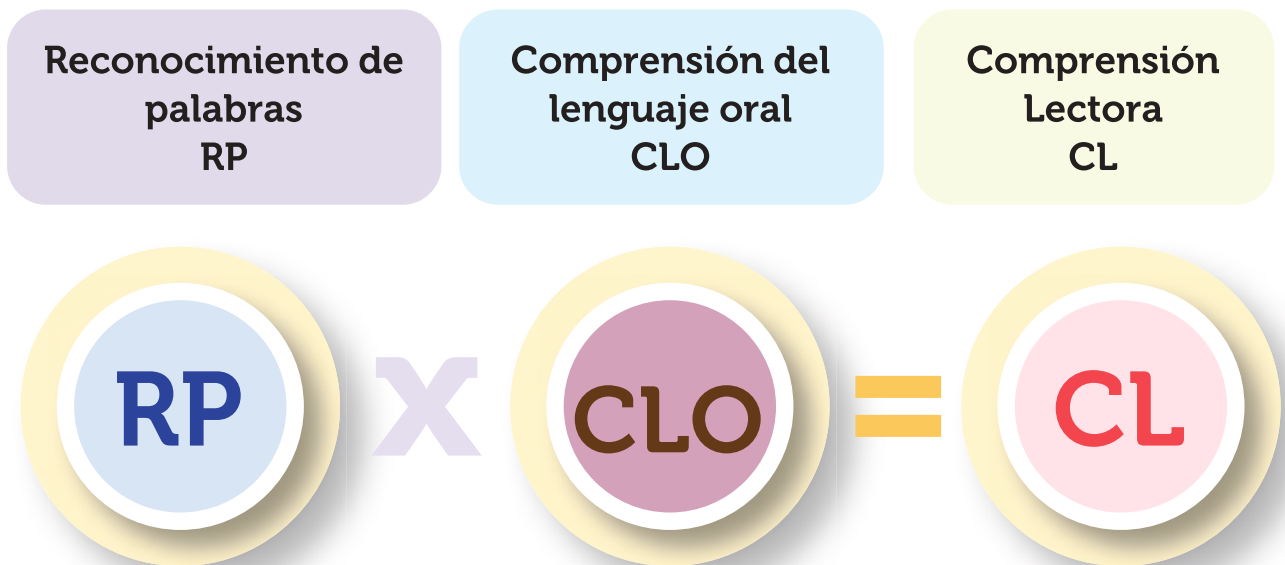 Reconocimiento de
palabras
RP
Comprensión del
lenguaje oral
CLO
Comprensión
Lectora
CL
RP x CLO = CL